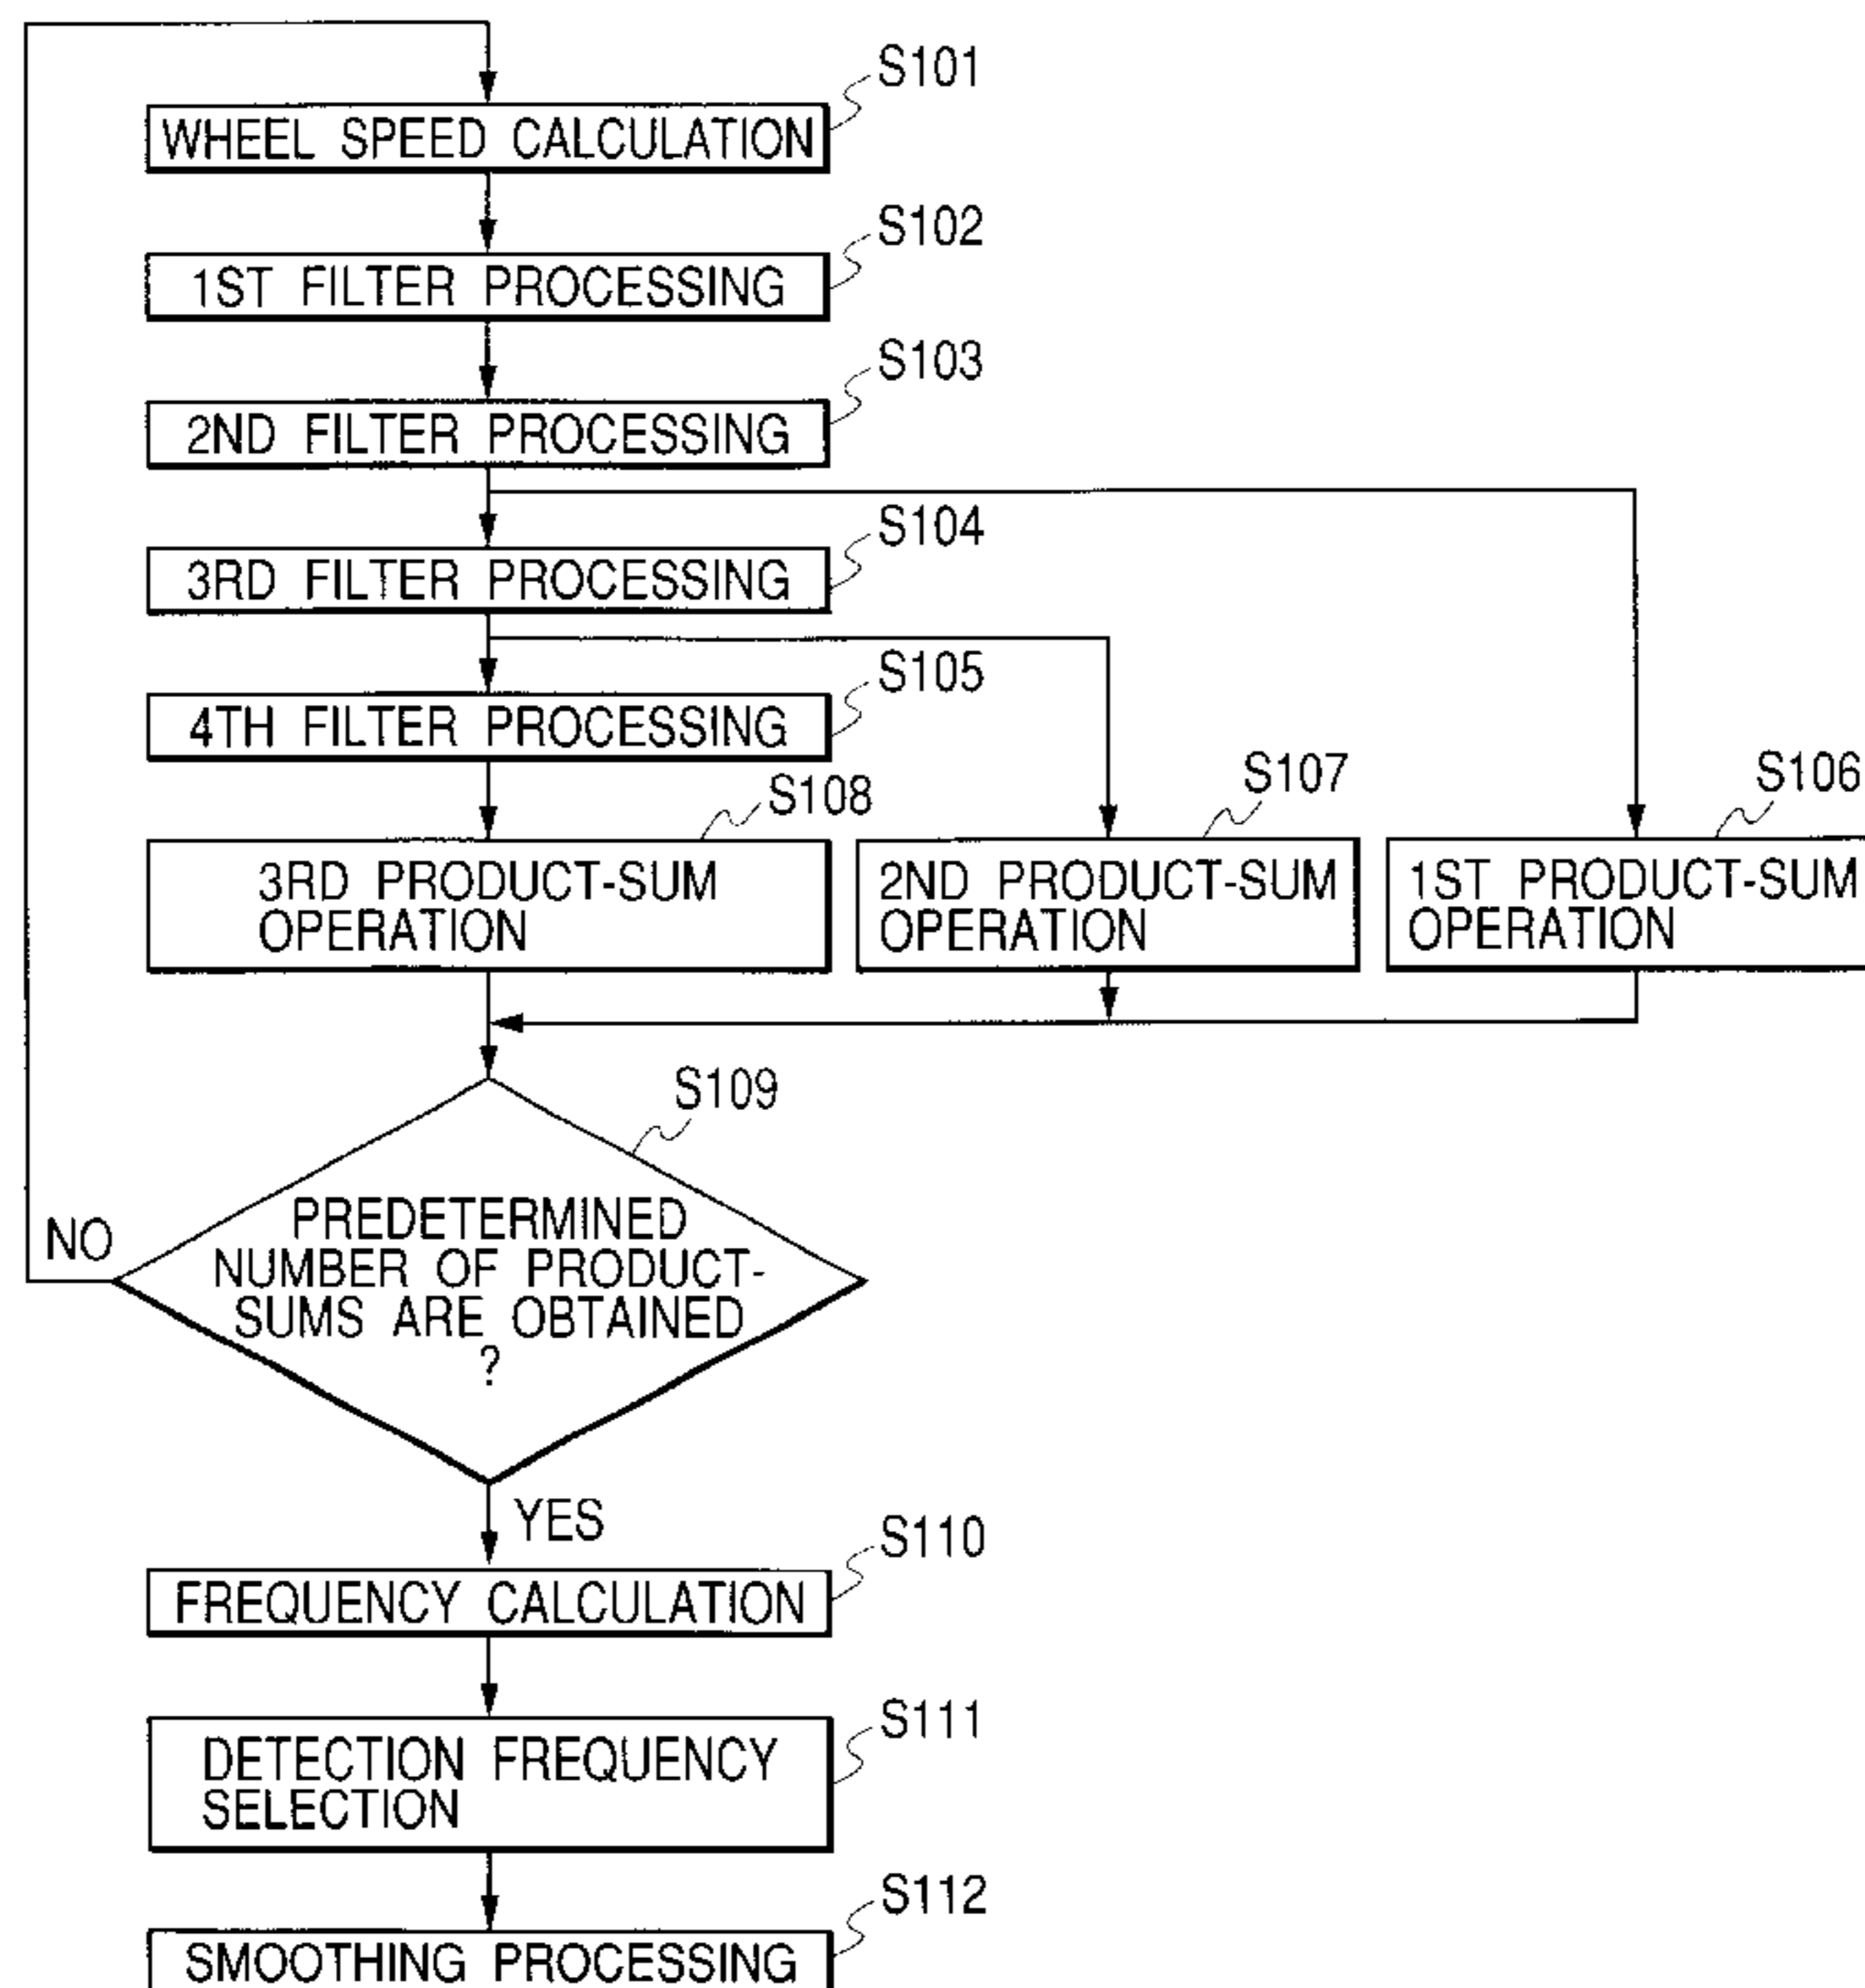 S101
WHEEL SPEED CALCULATION
S102
1ST FILTER PROCESSING
S103
2ND FILTER PROCESSING
S104
3RD FILTER PROCESSING
S105
4TH FILTER PROCESSING
S108
3RD PRODUCT-SUM
OPERATION
S107
2ND PRODUCT-SUM
OPERATION
S106
1ST PRODUCT-SUM
OPERATION
S109
PREDETERMINED
NUMBER OF PRODUCT-
SUMS ARE OBTAINED
?
NO
YES
S110
FREQUENCY CALCULATION
S111
DETECTION FREQUENCY
SELECTION
S112
SMOOTHING PROCESSING